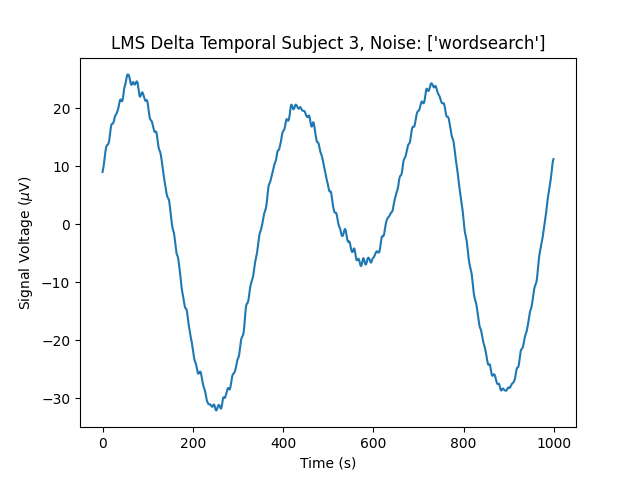 LMS Delta Temporal Subject 3, Noise: ['wordsearch']
Signal Voltage (μV)
20
10
0
−10
−20
−30
0 200 400 600 800 1000
Time (s)